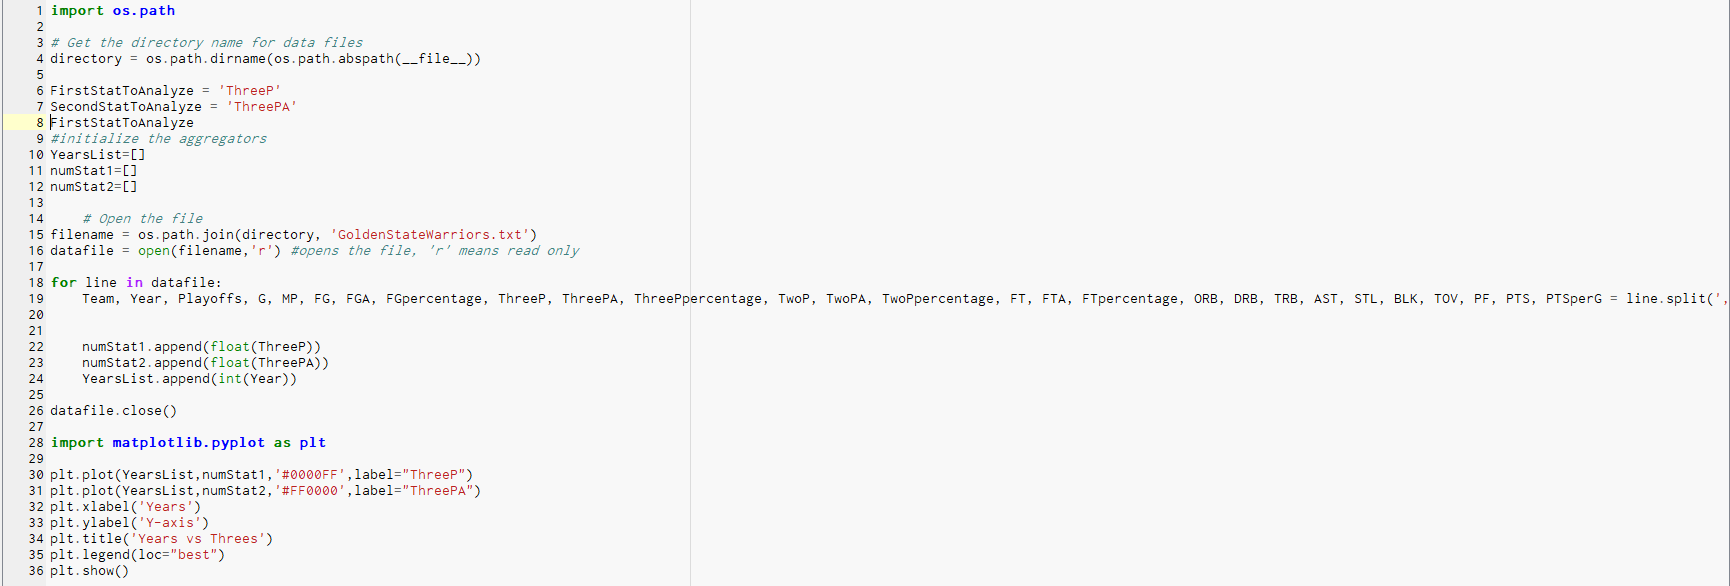 1 import os.path
2
3 # Get the directory name for data files
4 directory = os.path.dirname(os.path.abspath(__file__))
5
6 FirstStatToAnalyze = 'ThreeP'
7 SecondStatToAnalyze = 'ThreePA'
8 FirstStatToAnalyze
9 #initialize the aggregators
10 YearsList=[]
11 numStat1=[]
12 numStat2=[]
13
14     # Open the file
15 filename = os.path.join(directory, 'GoldenStateWarriors.txt')
16 datafile = open(filename,'r') #opens the file, 'r' means read only
17
18 for line in datafile:
19     Team, Year, Playoffs, G, MP, FG, FGA, FGpercentage, ThreeP, ThreePA, ThreePpercentage, TwoP, TwoPA, TwoPpercentage, FT, FTA, FTpercentage, ORB, DRB, TRB, AST, STL, BLK, TOV, PF, PTS, PTSperG = line.split(',
20
21
22     numStat1.append(float(ThreeP))
23     numStat2.append(float(ThreePA))
24     YearsList.append(int(Year))
25
26 datafile.close()
27
28 import matplotlib.pyplot as plt
29
30 plt.plot(YearsList,numStat1,'#0000FF',label="ThreeP")
31 plt.plot(YearsList,numStat2,'#FF0000',label="ThreePA")
32 plt.xlabel('Years')
33 plt.ylabel('Y-axis')
34 plt.title('Years vs Threes')
35 plt.legend(loc="best")
36 plt.show()